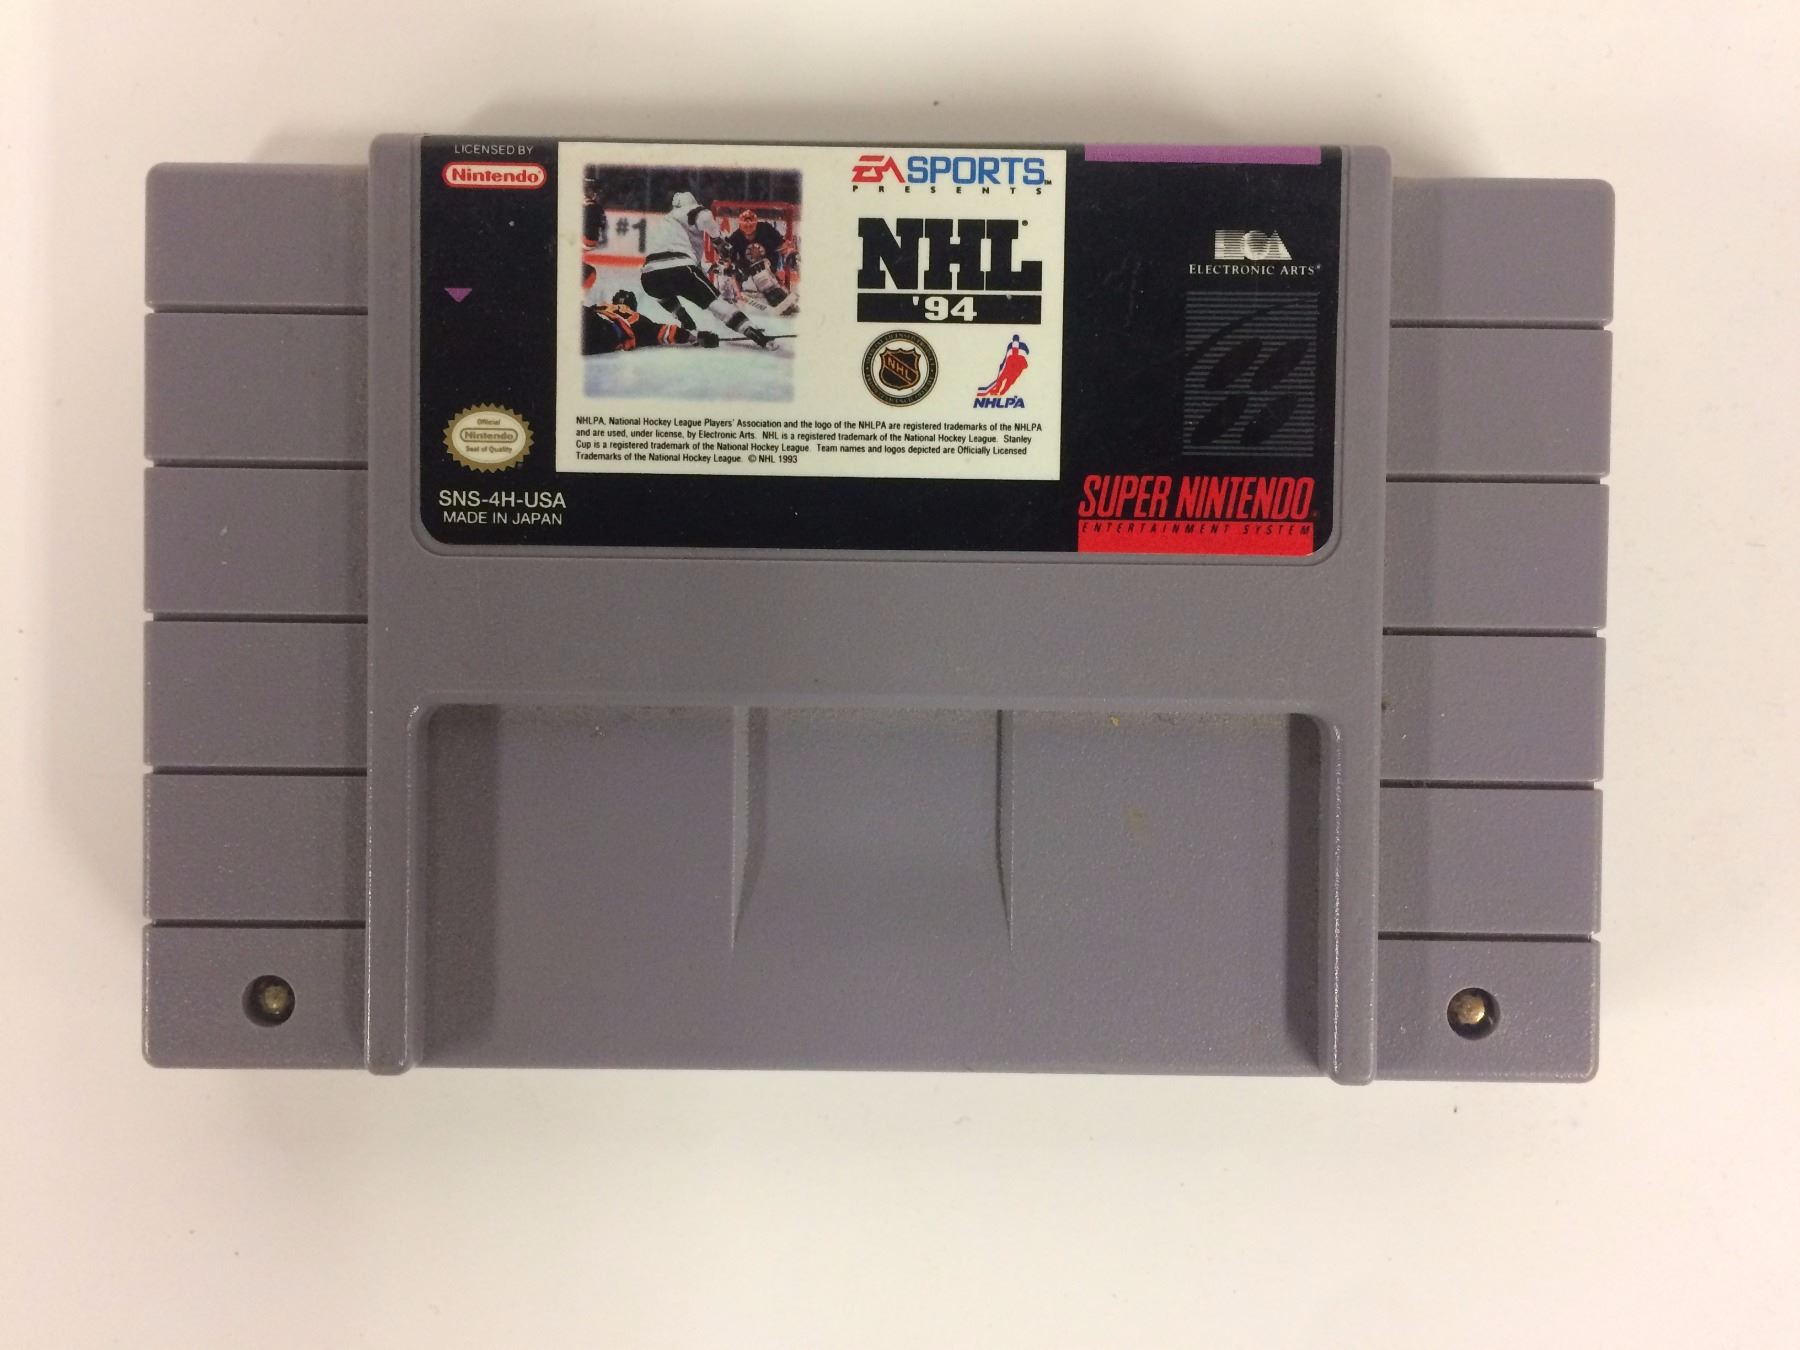 LICENSED BY
Nintendo
EA SPORTS™
PRESENTS
#1
NHL
'94
NHL
NHLPA
NHLPA, National Hockey League Players' Association and the logo of the NHLPA are registered trademarks of the NHLPA
and are used, under license, by Electronic Arts. NHL is a registered trademark of the National Hockey League. Stanley
Cup is a registered trademark of the National Hockey League. Team names and logos depicted are Officially Licensed
Trademarks of the National Hockey League. © NHL 1993
Official
Nintendo
Seal of Quality
SNS-4H-USA
MADE IN JAPAN
EA
ELECTRONIC ARTS®
SUPER NINTENDO
ENTERTAINMENT SYSTEM